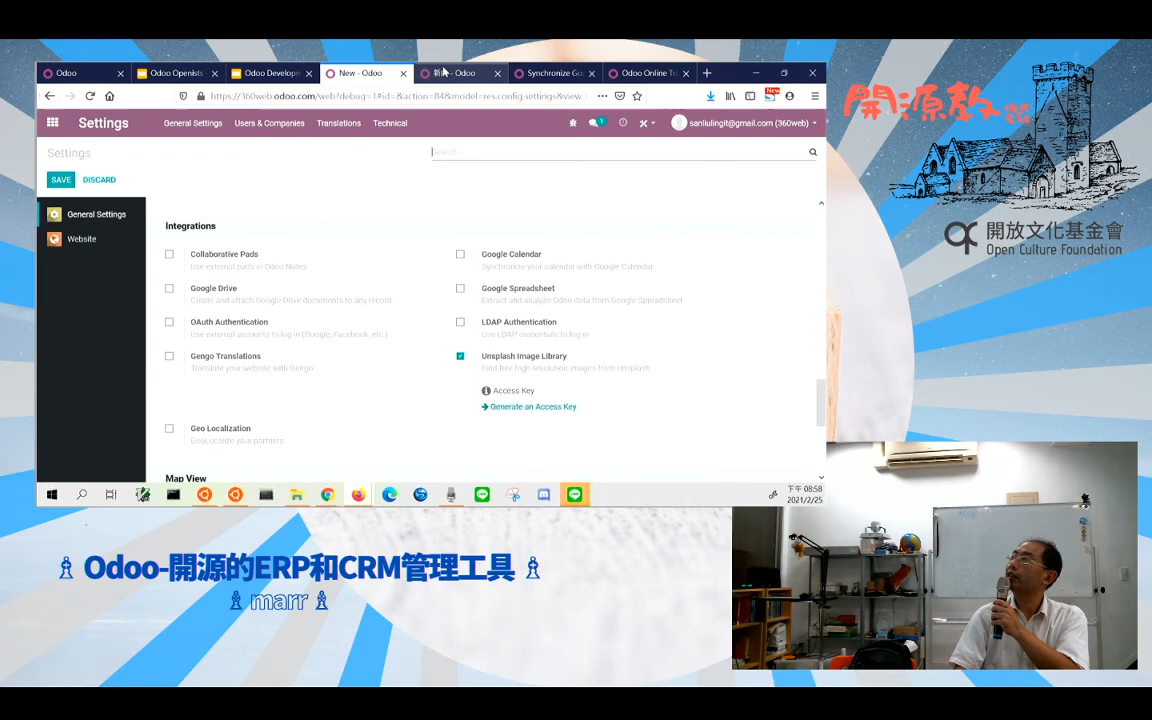 Odoo
Odoo Openists
Odoo Developm
New - Odoo
Odoo
Synchronize Go
Odoo Online Tr
https://360web.odoo.com/web?debug=1#id=&action=84&model=res.config.settings&view
New
Settings
General Settings
Users & Companies
Translations
Technical
1
sanliulingit@gmail.com (360web)
Settings
Search...
SAVE
DISCARD
General Settings
Website
Integrations
Collaborative Pads
Use external pads in Odoo Notes
Google Calendar
Synchronize your calendar with Google Calendar
Google Drive
Create and attach Google Drive documents to any record
Google Spreadsheet
Extract and analyze Odoo data from Google Spreadsheet
OAuth Authentication
Use external accounts to log in (Google, Facebook, etc.)
LDAP Authentication
Use LDAP credentials to log in
Gengo Translations
Translate your website with Gengo
Unsplash Image Library
Find free high resolution images from Unsplash
Access Key
Generate an Access Key
Geo Localization
GeoLocalize your partners
Map View
下午 08:58
2021/2/25
開源教
開放文化基金會
Open Culture Foundation
Odoo-開源的ERP和CRM管理工具
marr